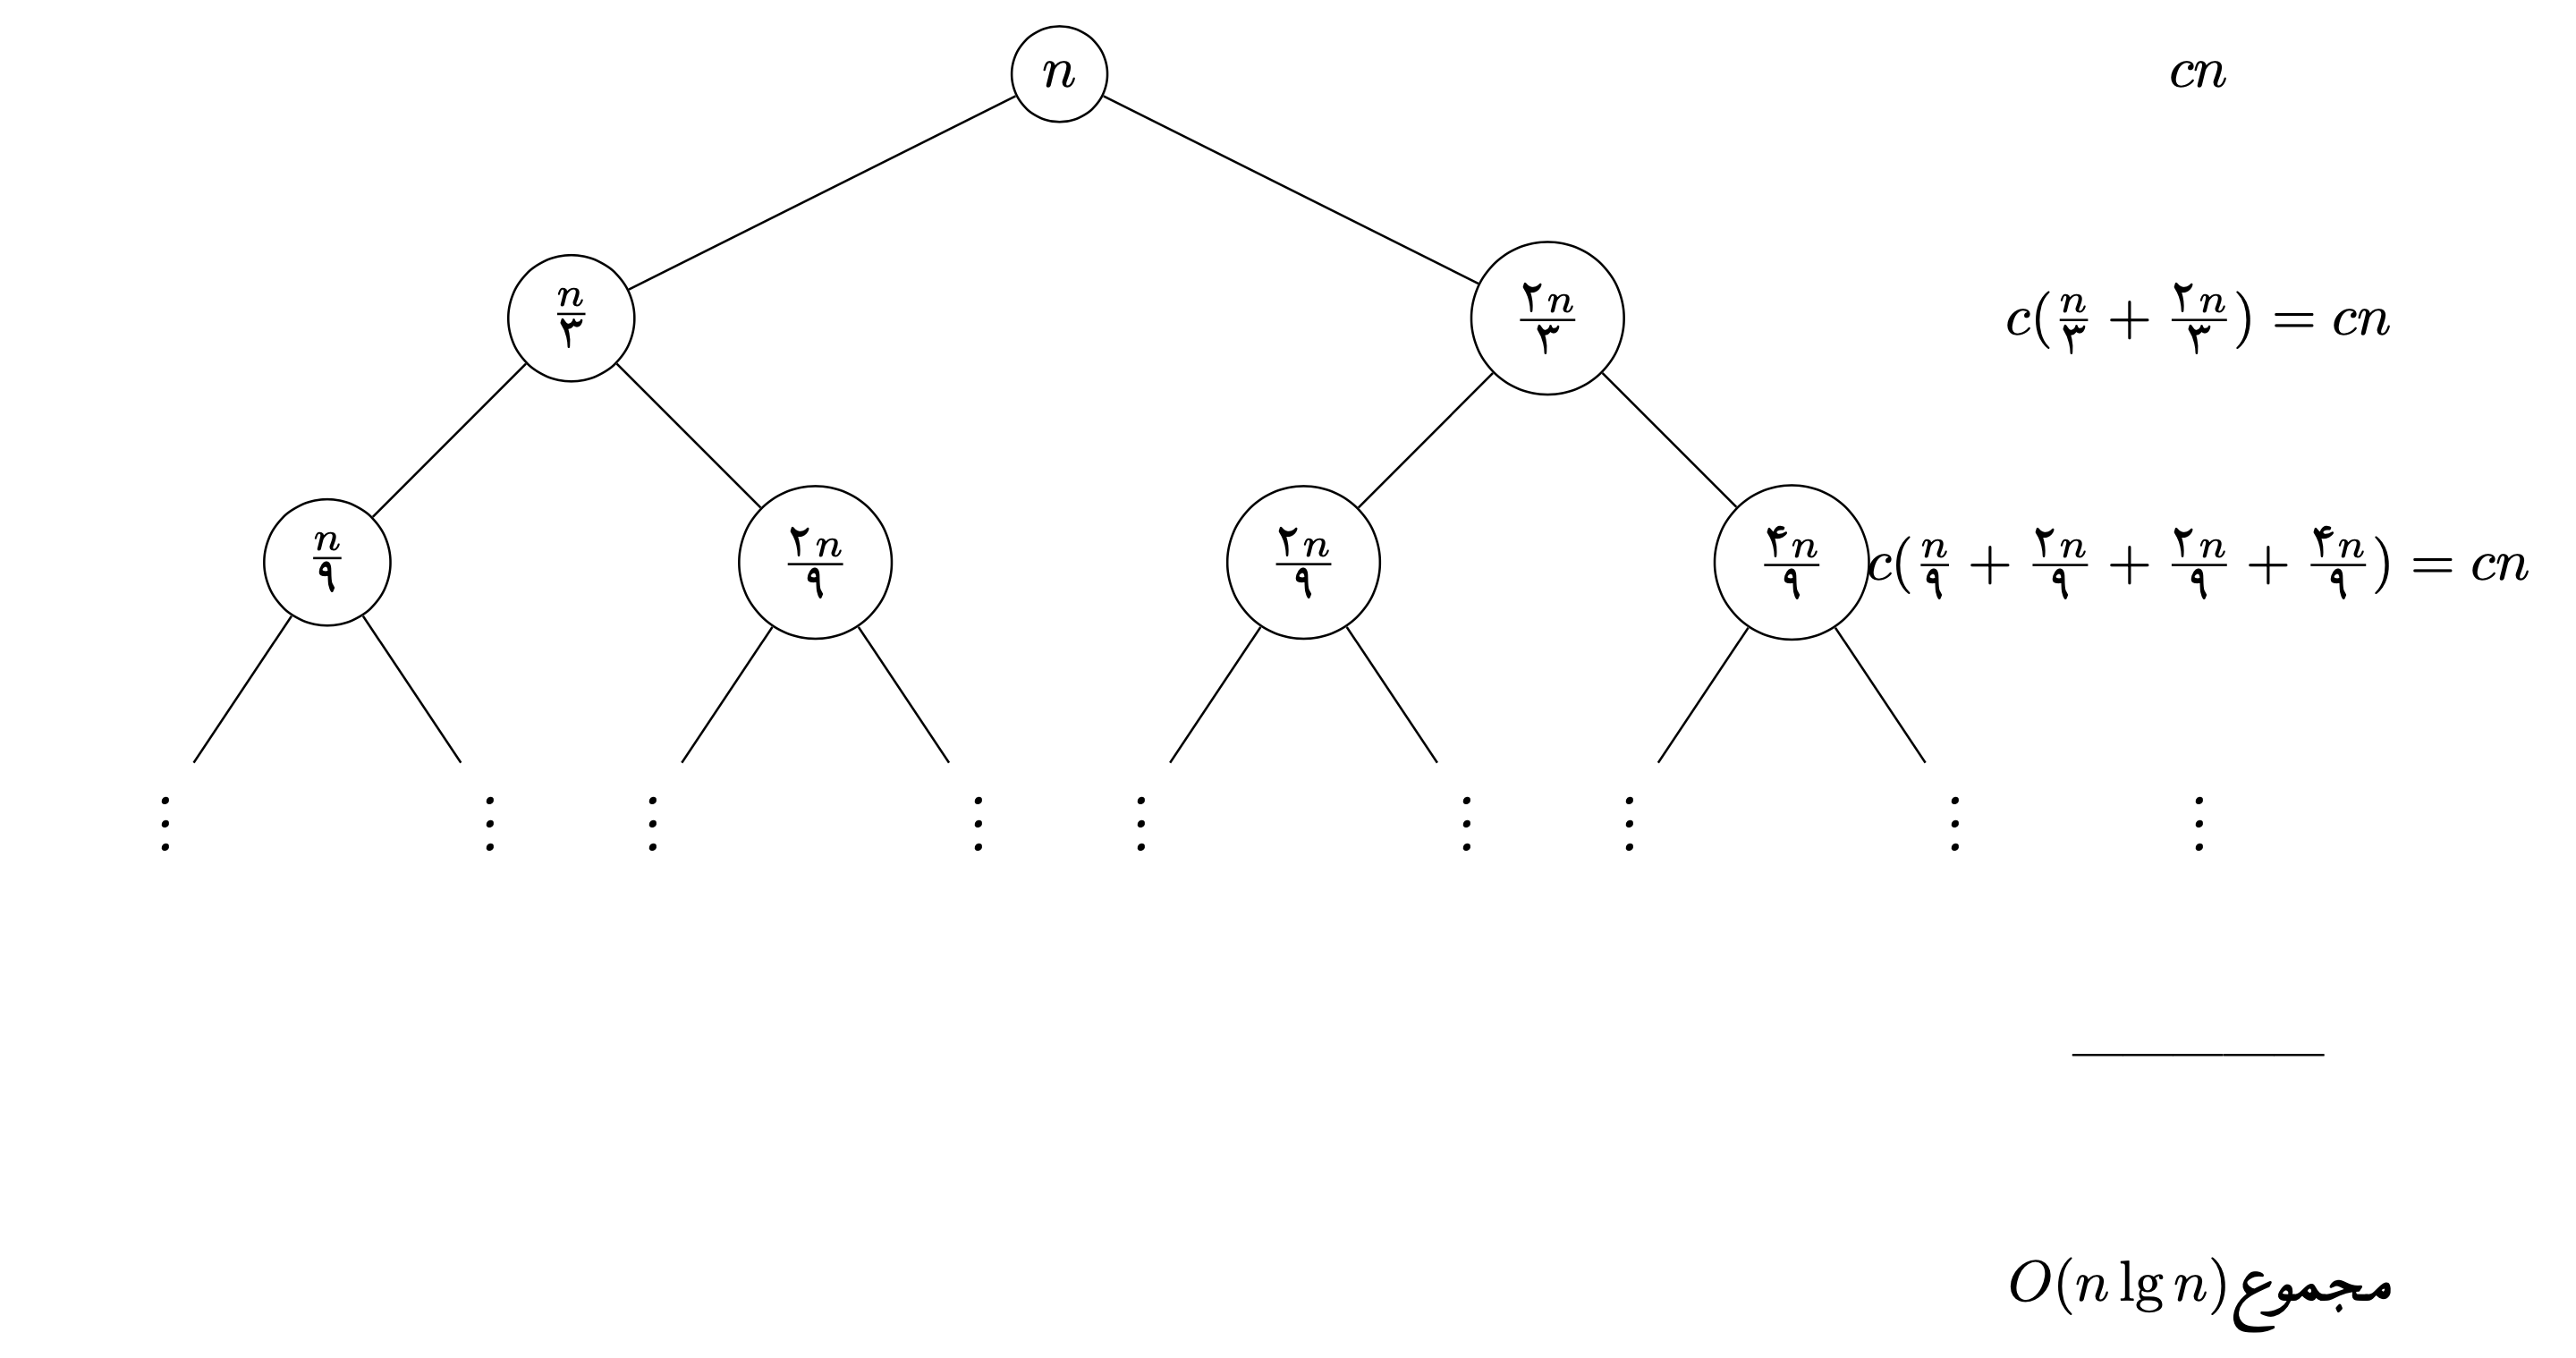 n cn
n/۳ ۲n/۳ c(n/۳ + ۲n/۳) = cn
n/۹ ۲n/۹ ۲n/۹ ۴n/۹ c(n/۹ + ۲n/۹ + ۲n/۹ + ۴n/۹) = cn
⋮ ⋮ ⋮ ⋮ ⋮ ⋮ ⋮ ⋮ ⋮
مجموع O(n lg n)